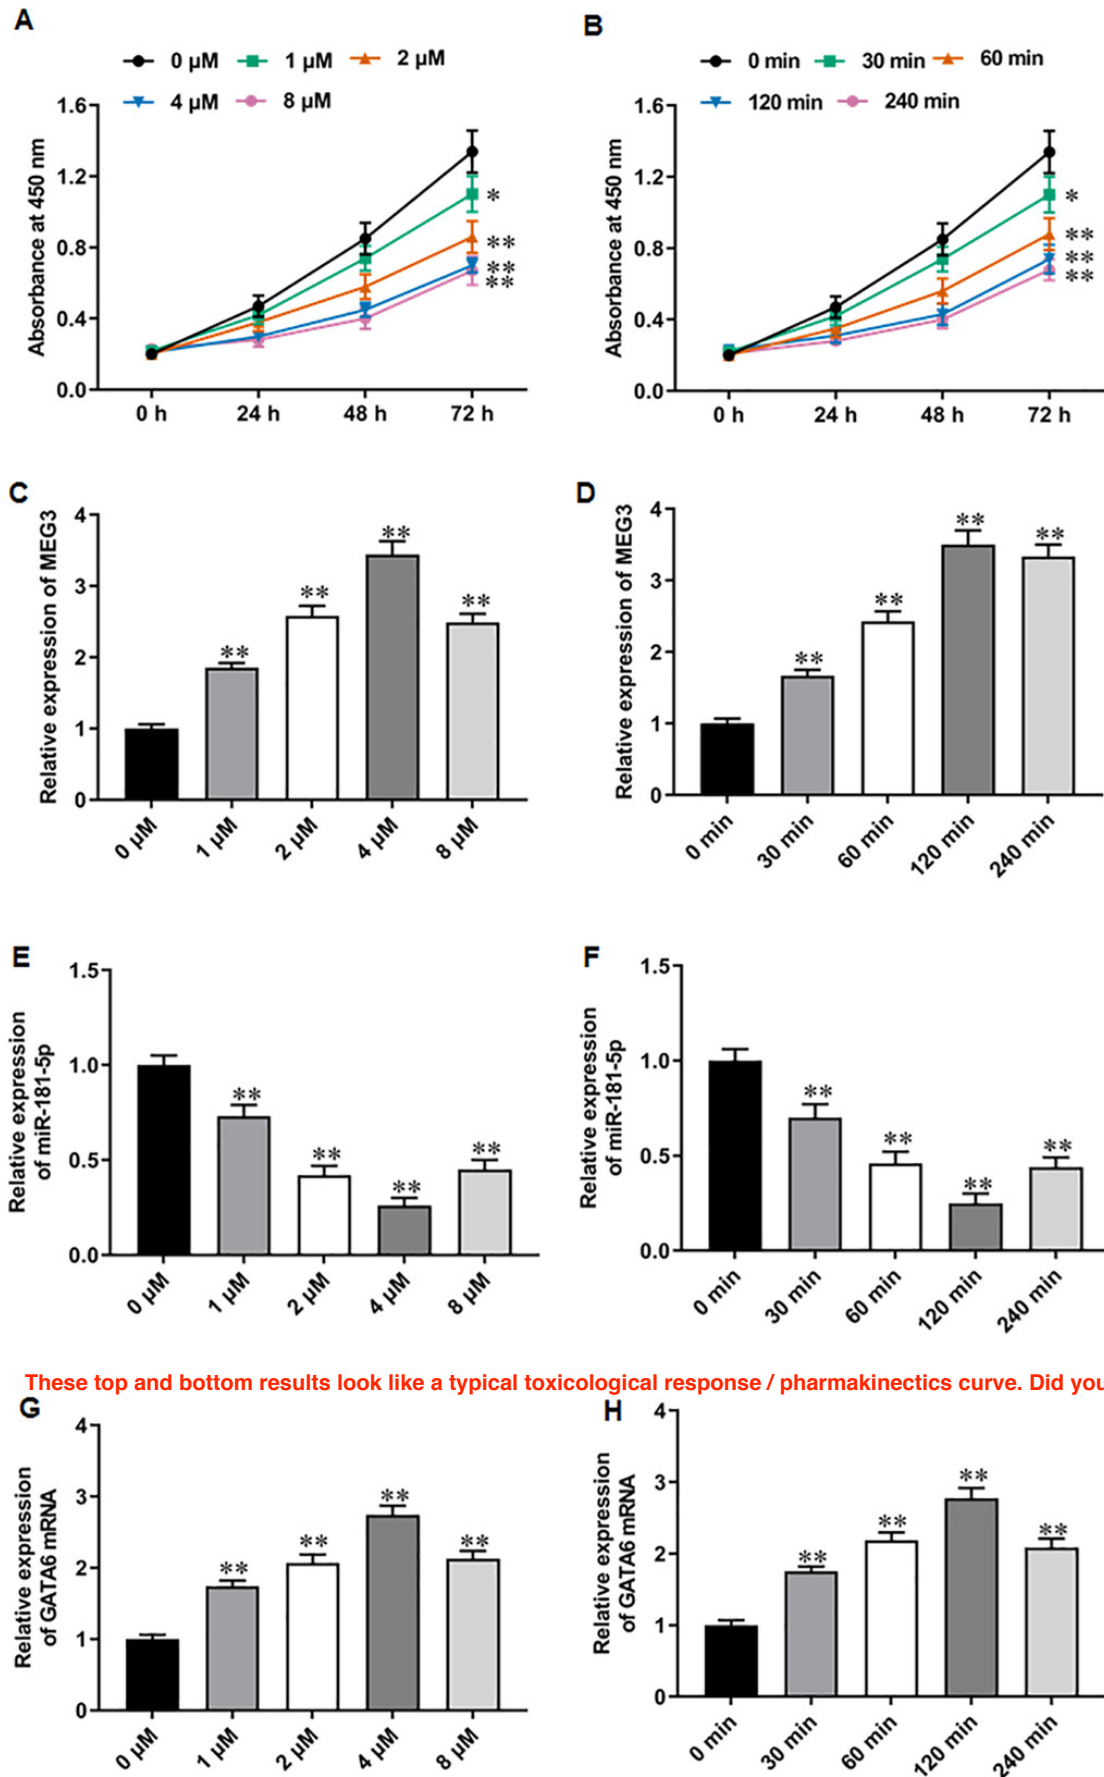 A
0 μM 1 μM 2 μM
4 μM 8 μM
Absorbance at 450 nm
1.6
1.2
0.8
0.4
0.0
*
**
**
**
0 h 24 h 48 h 72 h
B
0 min 30 min 60 min
120 min 240 min
Absorbance at 450 nm
1.6
1.2
0.8
0.4
0.0
*
**
**
**
0 h 24 h 48 h 72 h
C
Relative expression of MEG3
4
3
2
1
0
** ** ** **
0 μM 1 μM 2 μM 4 μM 8 μM
D
Relative expression of MEG3
4
3
2
1
0
** ** ** **
0 min 30 min 60 min 120 min 240 min
E
Relative expression
of miR-181-5p
1.5
1.0
0.5
0.0
** ** ** **
0 μM 1 μM 2 μM 4 μM 8 μM
F
Relative expression
of miR-181-5p
1.5
1.0
0.5
0.0
** ** ** **
0 min 30 min 60 min 120 min 240 min
These top and bottom results look like a typical toxicological response / pharmakinectics curve. Did you
G
Relative expression
of GATA6 mRNA
4
3
2
1
0
** ** ** **
0 μM 1 μM 2 μM 4 μM 8 μM
H
Relative expression
of GATA6 mRNA
4
3
2
1
0
** ** ** **
0 min 30 min 60 min 120 min 240 min